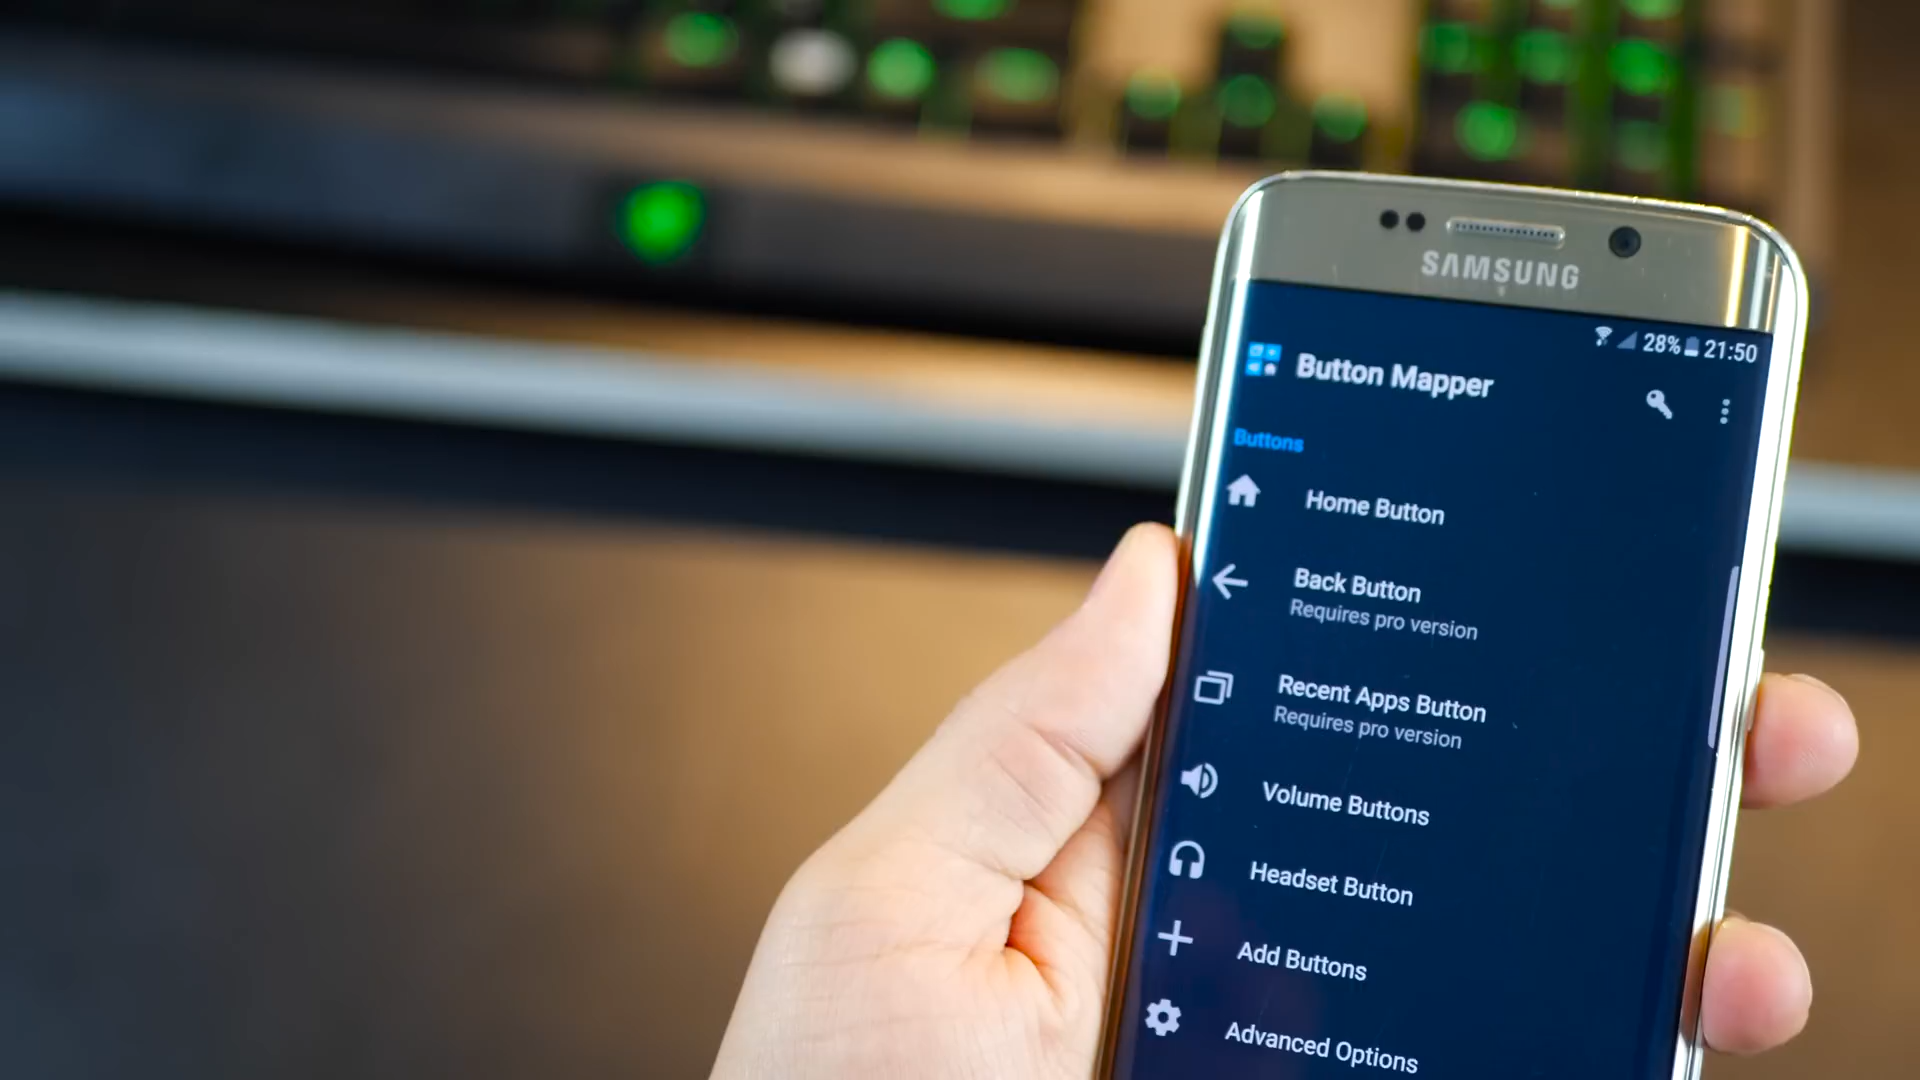 SAMSUNG
28% 21:50
Button Mapper
Buttons
Home Button
Back Button
Requires pro version
Recent Apps Button
Requires pro version
Volume Buttons
Headset Button
Add Buttons
Advanced Options